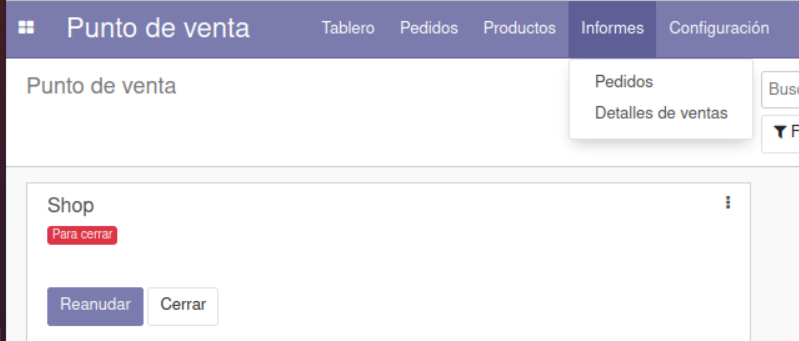 Punto de venta Tablero Pedidos Productos Informes Configuración
Punto de venta
Pedidos
Detalles de ventas
Shop
Para cerrar
Reanudar Cerrar